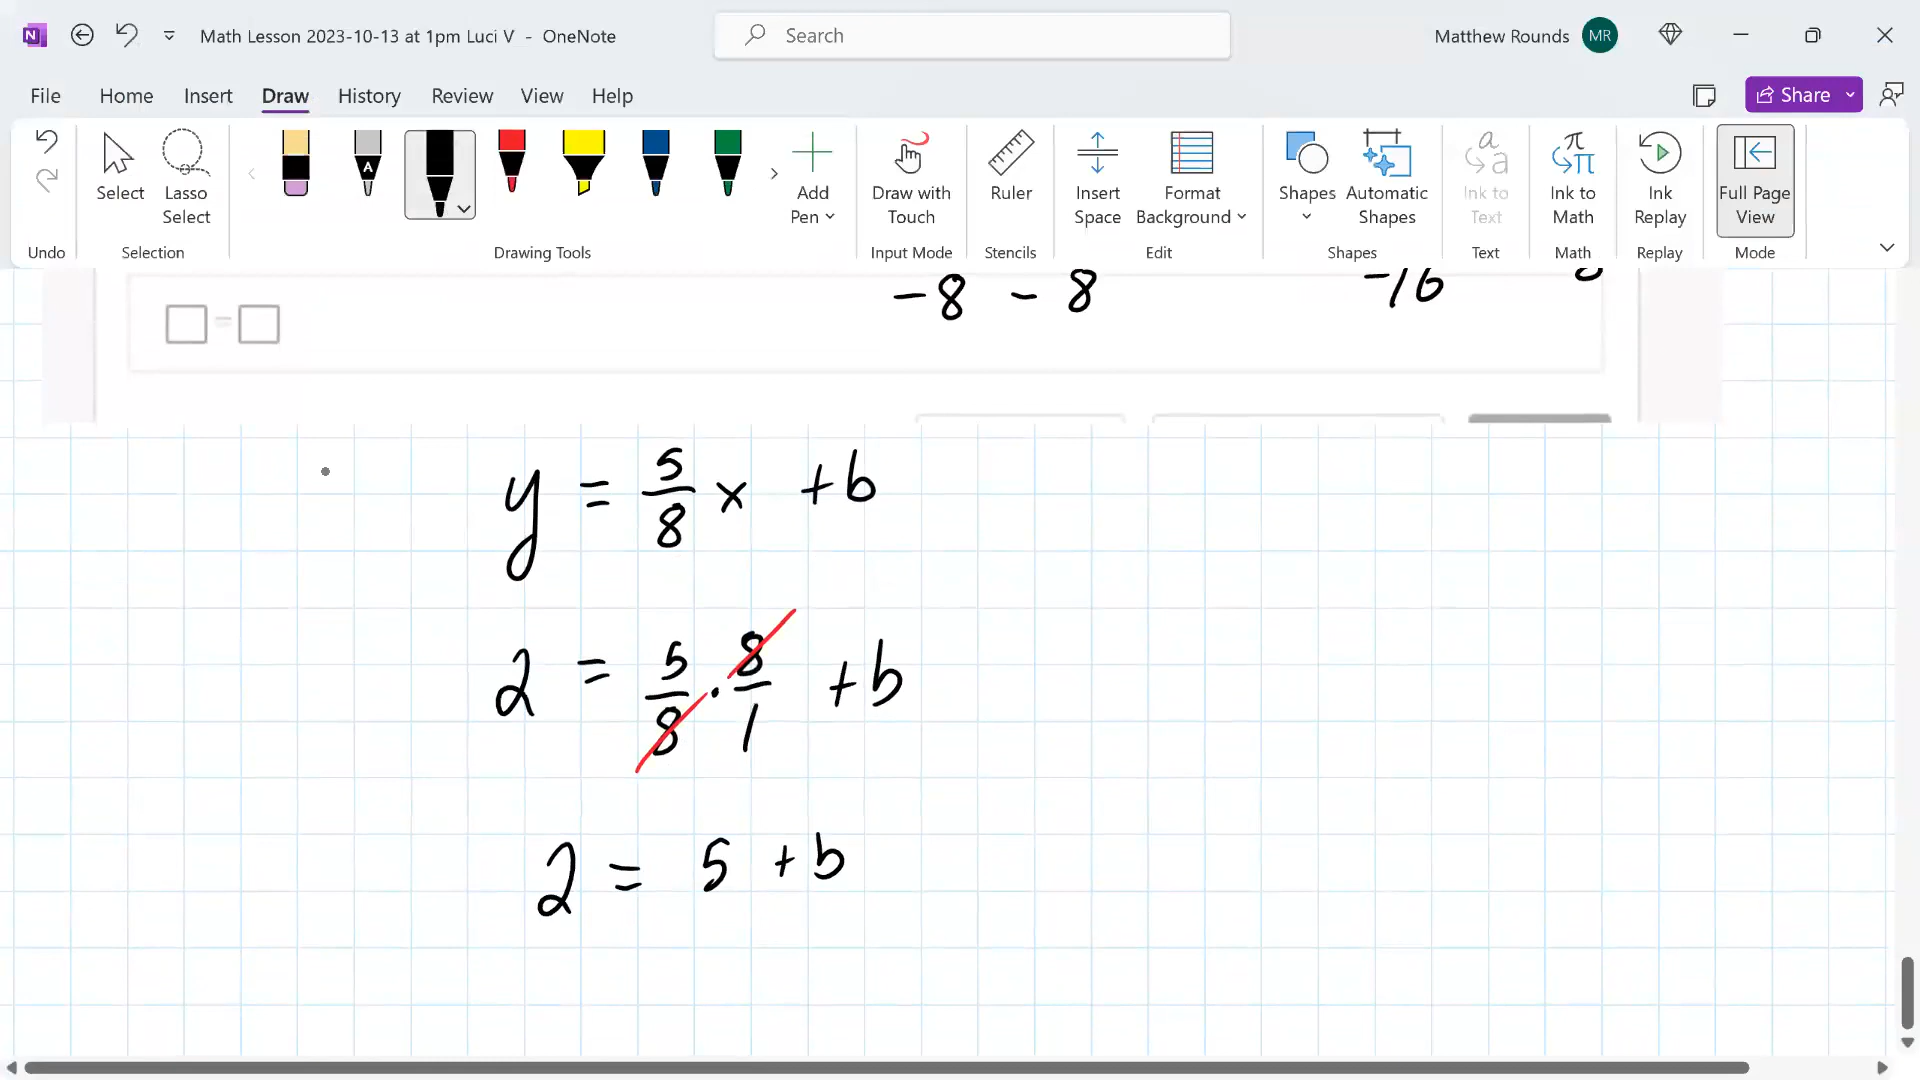 Math Lesson 2023-10-13 at 1pm Luci V - OneNote
Search
Matthew Rounds MR
File Home Insert Draw History Review View Help
Share
Select
Lasso Select
A
Add Pen
Draw with Touch
Ruler
Insert Space
Format Background
Shapes
Automatic Shapes
Ink to Text
Ink to Math
Ink Replay
Full Page View
Undo Selection Drawing Tools Input Mode Stencils Edit Shapes Text Math Replay Mode
-8 - 8 -16
□ = □
y = 5/8 x + b
2 = 5/8 · 8/1 + b
2 = 5 + b